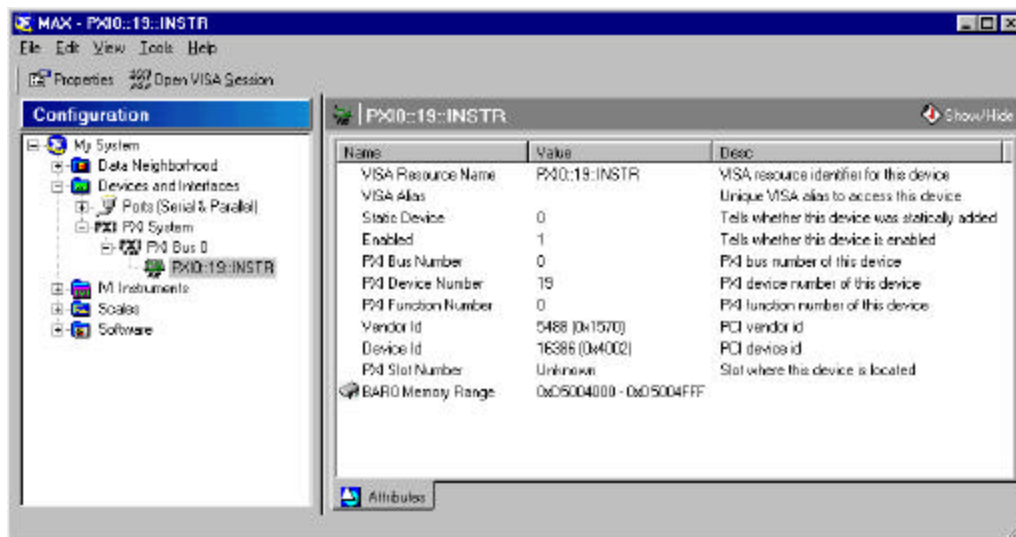 MAX - PXI0::19::INSTR
File Edit View Tools Help
Properties Open VISA Session
Configuration
My System
Data Neighborhood
Devices and Interfaces
Ports (Serial & Parallel)
PXI PXI System
PXI PXI Bus 0
PXI0::19::INSTR
IVI Instruments
Scales
Software
PXI0::19::INSTR Show/Hide
Name Value Desc
VISA Resource Name PXI0::19::INSTR VISA resource identifier for this device
VISA Alias Unique VISA alias to access this device
Static Device 0 Tells whether this device was statically added
Enabled 1 Tells whether this device is enabled
PXI Bus Number 0 PXI bus number of this device
PXI Device Number 19 PXI device number of this device
PXI Function Number 0 PXI function number of this device
Vendor Id 5488 (0x1570) PCI vendor id
Device Id 16386 (0x4002) PCI device id
PXI Slot Number Unknown Slot where this device is located
BAR0 Memory Range 0xD5004000 - 0xD5004FFF
Attributes